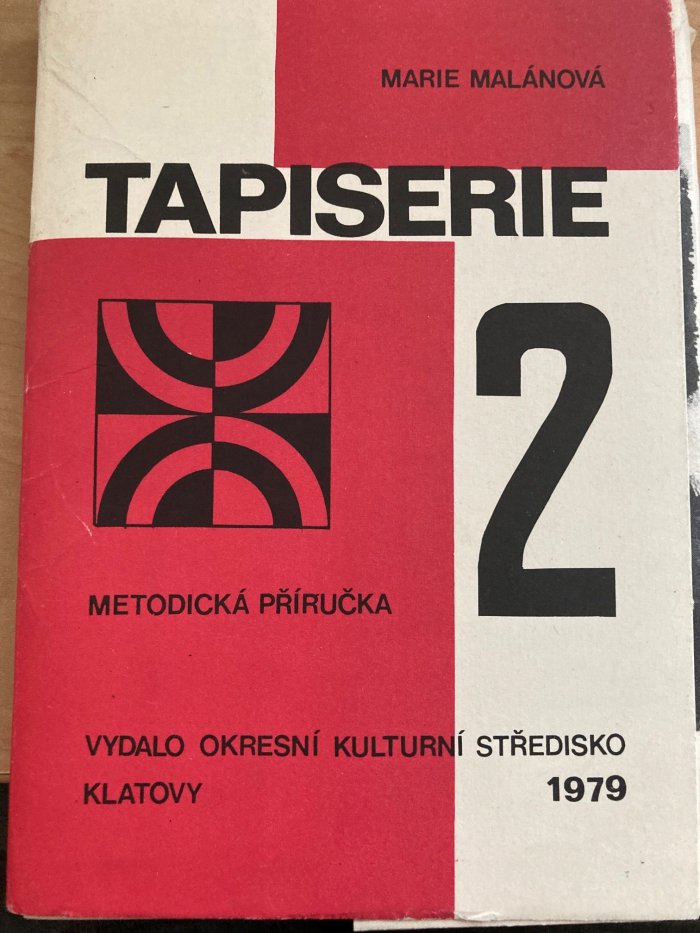 MARIE MALÁNOVÁ
TAPISERIE
2
METODICKÁ PŘÍRUČKA
VYDALO OKRESNÍ KULTURNÍ STŘEDISKO
KLATOVY 1979